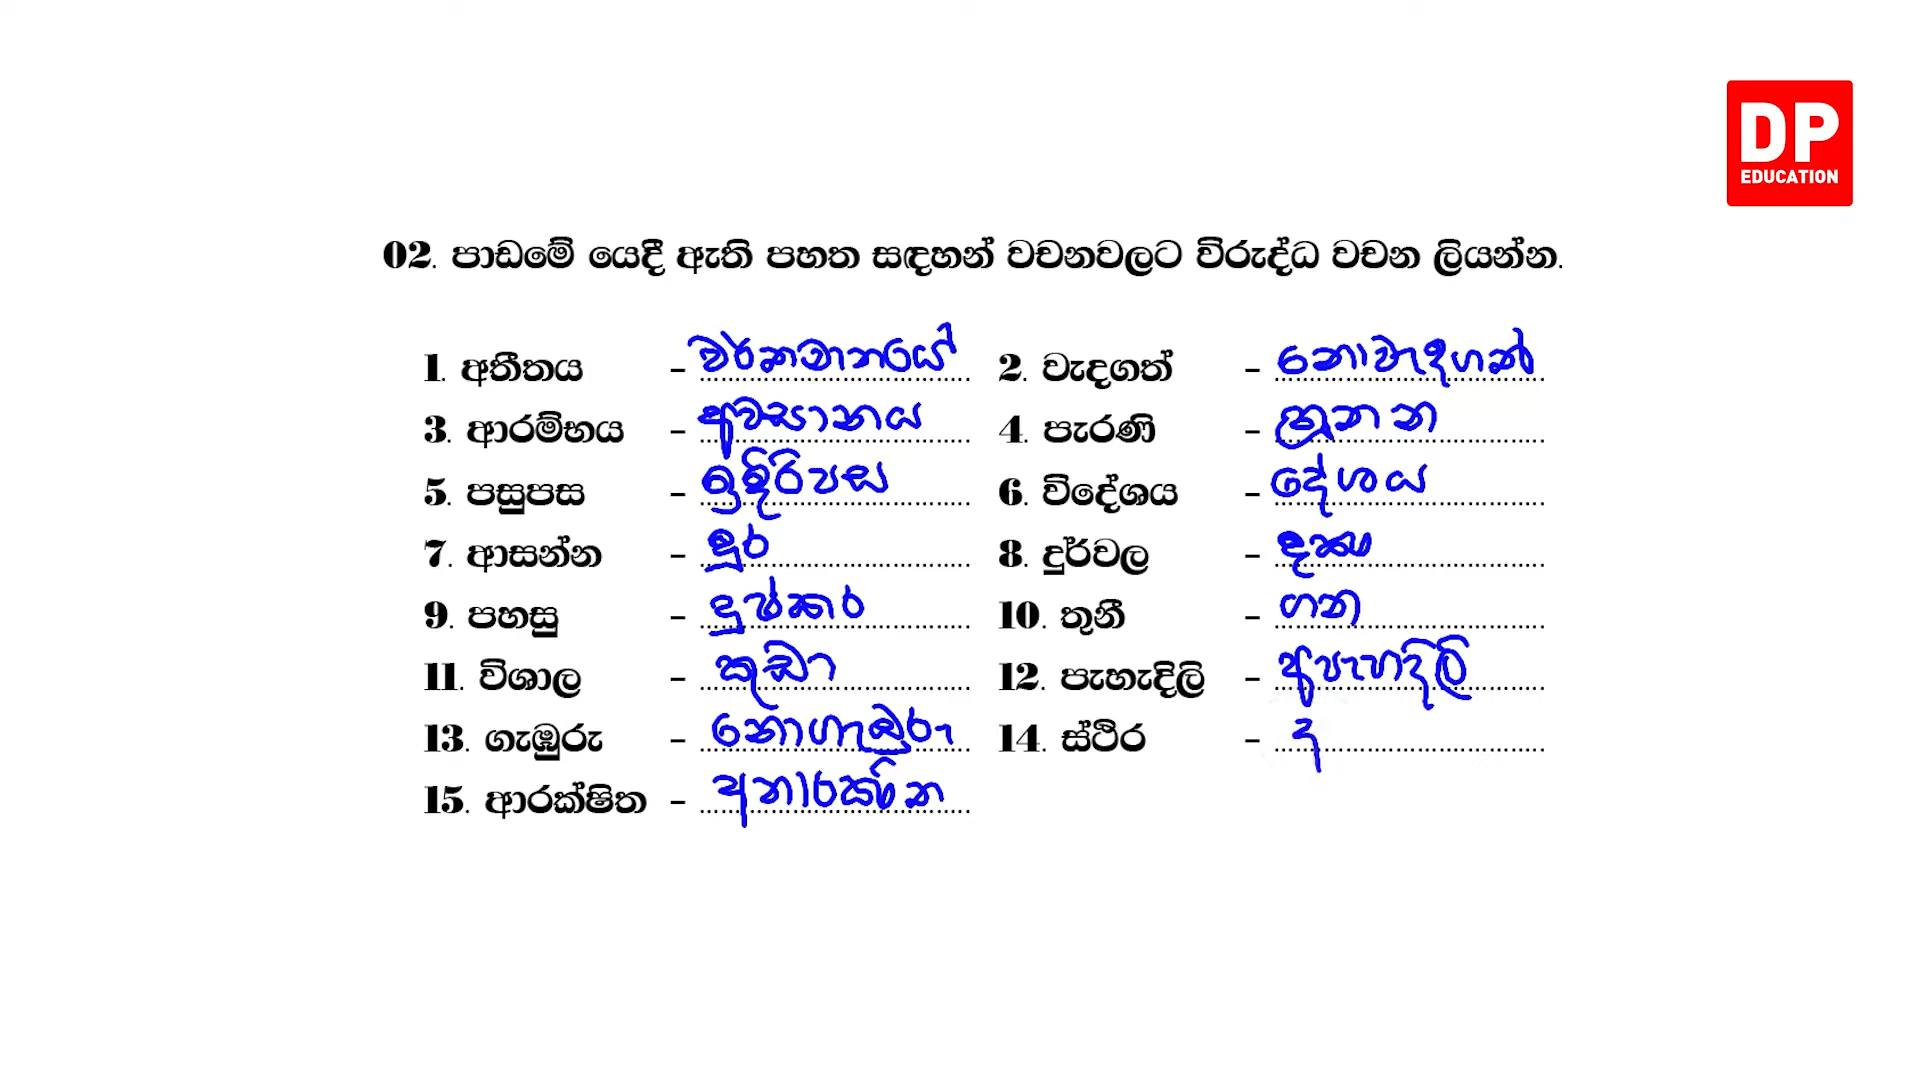 DP
EDUCATION
02. පාඩමේ යෙදී ඇති පහත සඳහන් වචනවලට විරුද්ධ වචන ලියන්න.
1. අතීතය - වර්තමානයේ 2. වැදගත් - නොවැදගත්
3. ආරම්භය - අවසානය 4. පැරණි - නූතන
5. පසුපස - ඉදිරිපස 6. විදේශය - දේශය
7. ආසන්න - දුර 8. දුර්වල - දක්ෂ
9. පහසු - දුෂ්කර 10. තුනී - ගන
11. විශාල - කුඩා 12. පැහැදිලි - අපැහැදිලි
13. ගැඹුරු - නොගැඹුරු 14. ස්ථිර -
15. ආරක්ෂිත - අනාරක්ෂිත